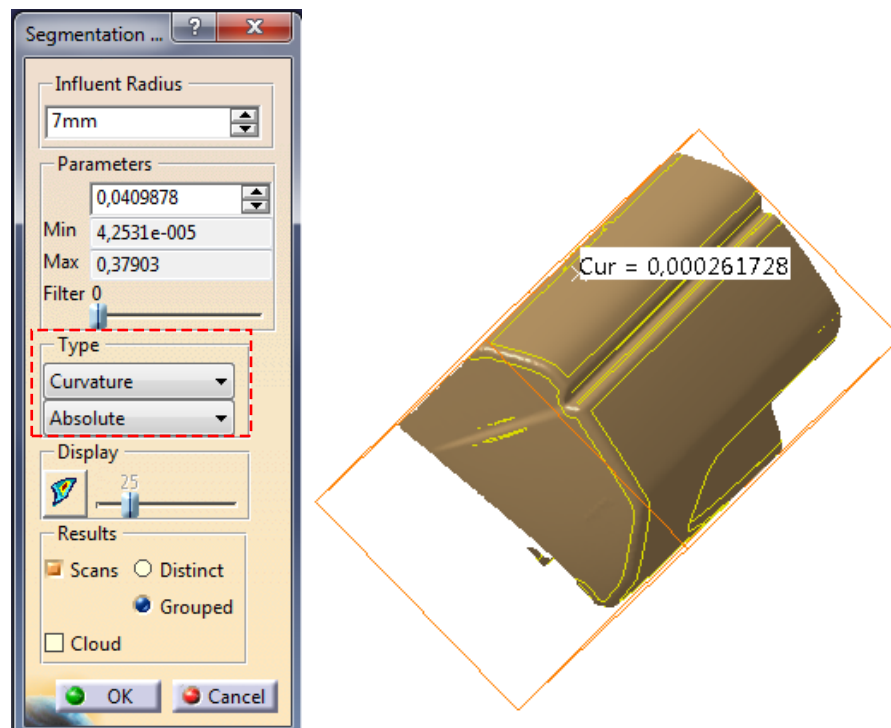 Segmentation ...
Influent Radius
7mm
Parameters
0,0409878
Min 4,2531e-005
Max 0,37903
Filter 0
Type
Curvature
Absolute
Display
25
Results
Scans Distinct
Grouped
Cloud
OK Cancel
Cur = 0,000261728